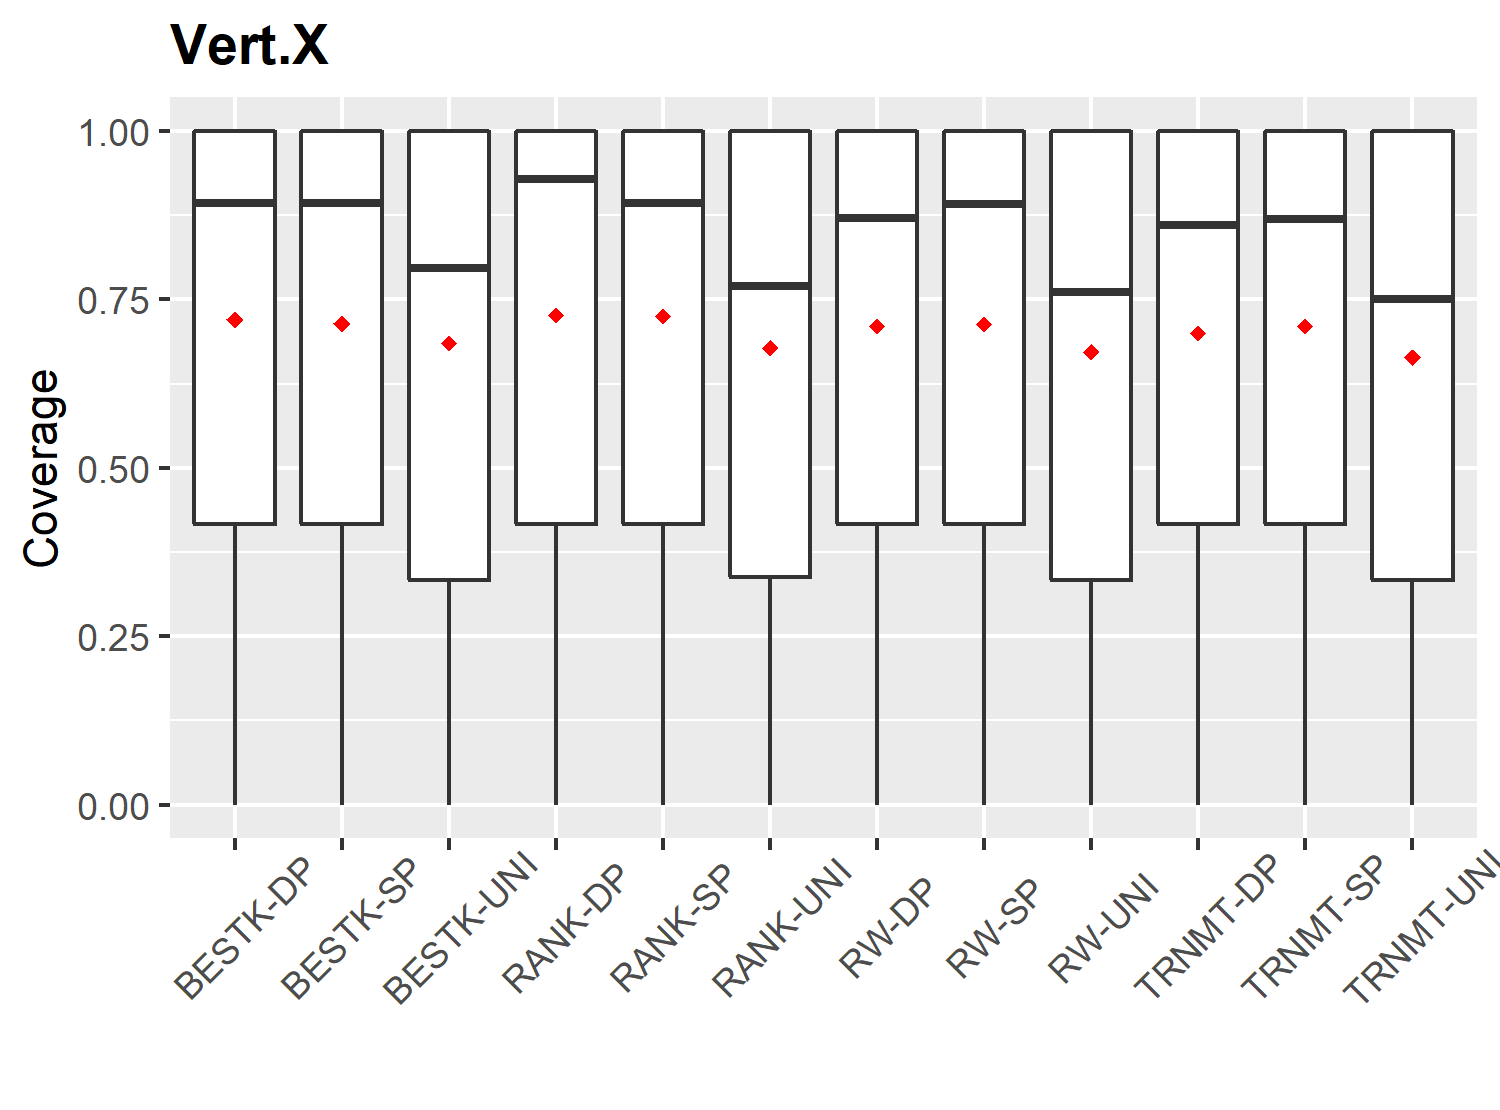 Vert.X
Coverage
1.00
0.75
0.50
0.25
0.00
BESTK-DP
BESTK-SP
BESTK-UNI
RANK-DP
RANK-SP
RANK-UNI
RW-DP
RW-SP
RW-UNI
TRNMT-DP
TRNMT-SP
TRNMT-UNI